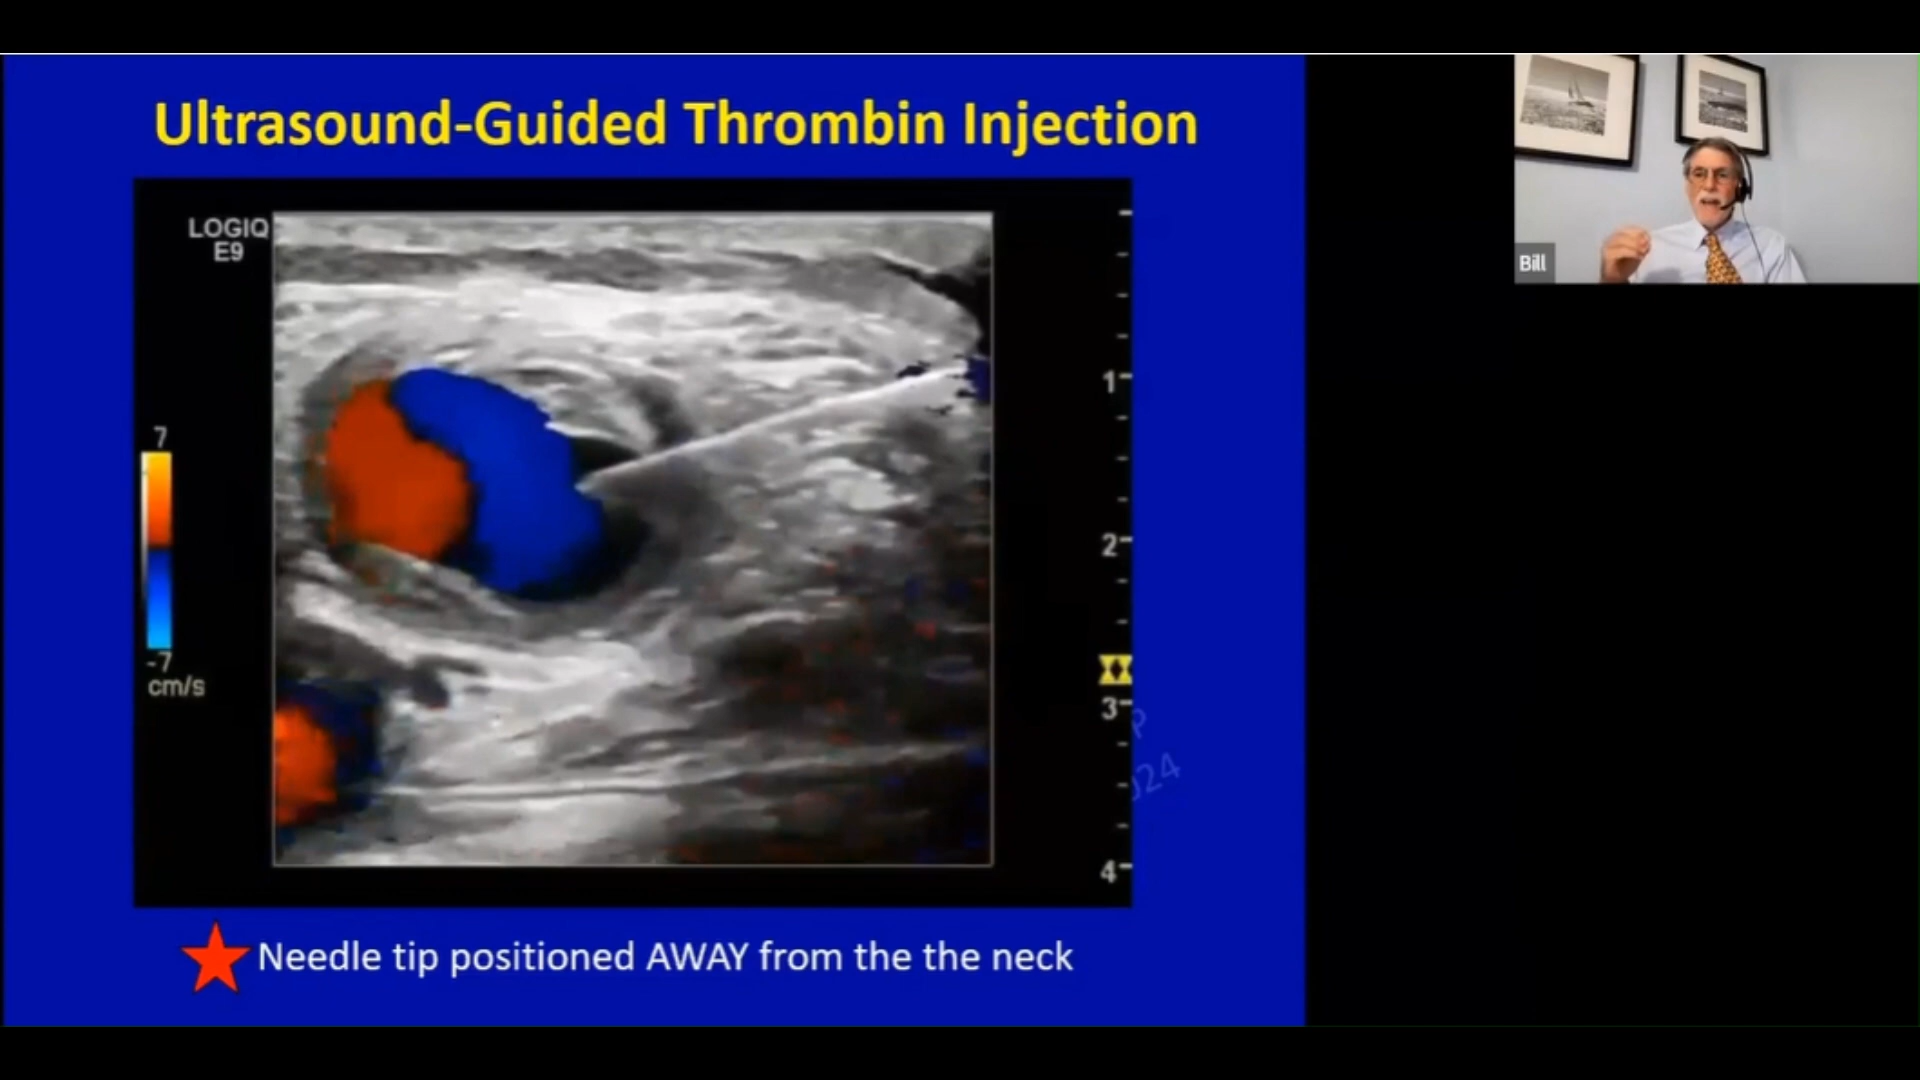 Ultrasound-Guided Thrombin Injection
LOGIQ
E9
7
-7
cm/s
1
2
3
4
P
024
Needle tip positioned AWAY from the the neck
Bill